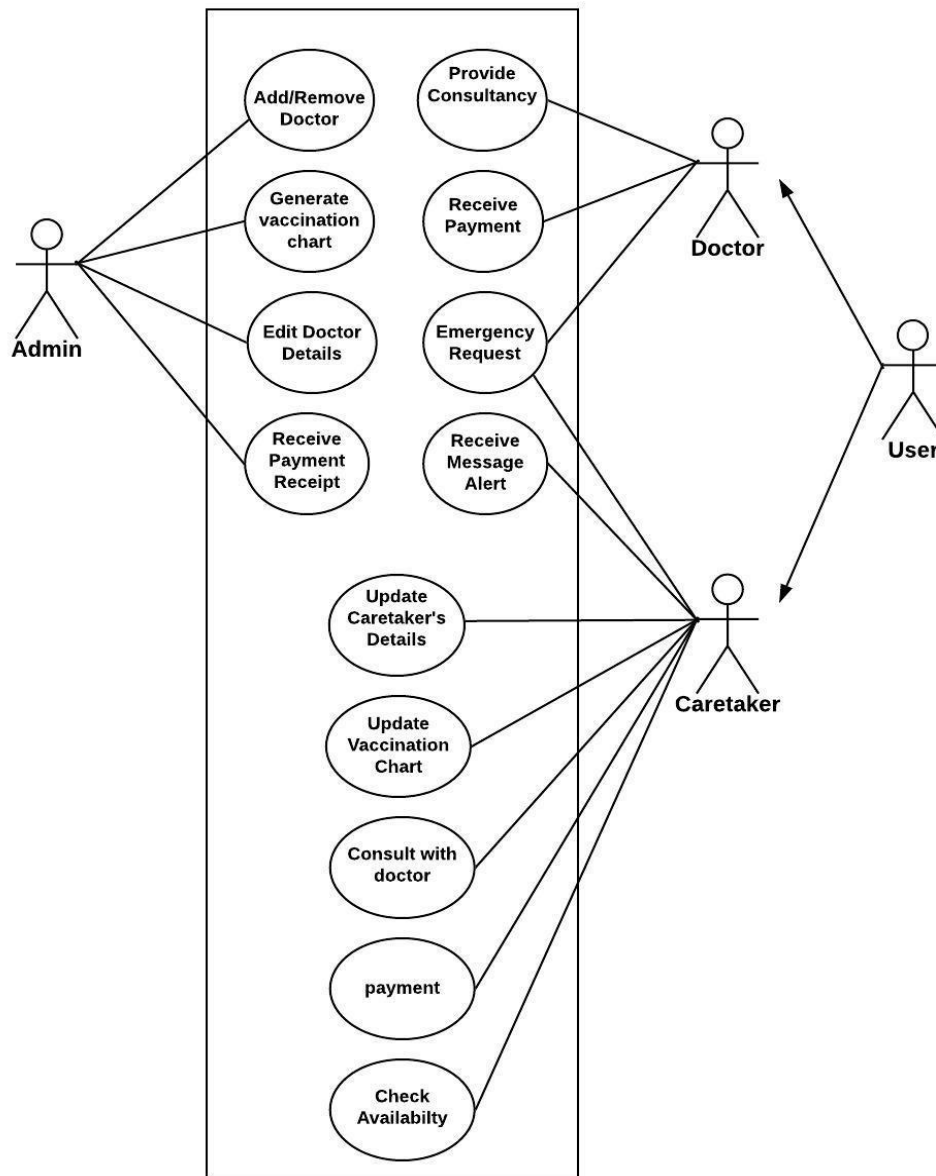 Add/Remove
Doctor
Provide
Consultancy
Generate
vaccination
chart
Receive
Payment
Doctor
Admin
Edit Doctor
Details
Emergency
Request
User
Receive
Payment
Receipt
Receive
Message
Alert
Update
Caretaker's
Details
Caretaker
Update
Vaccination
Chart
Consult with
doctor
payment
Check
Availabilty